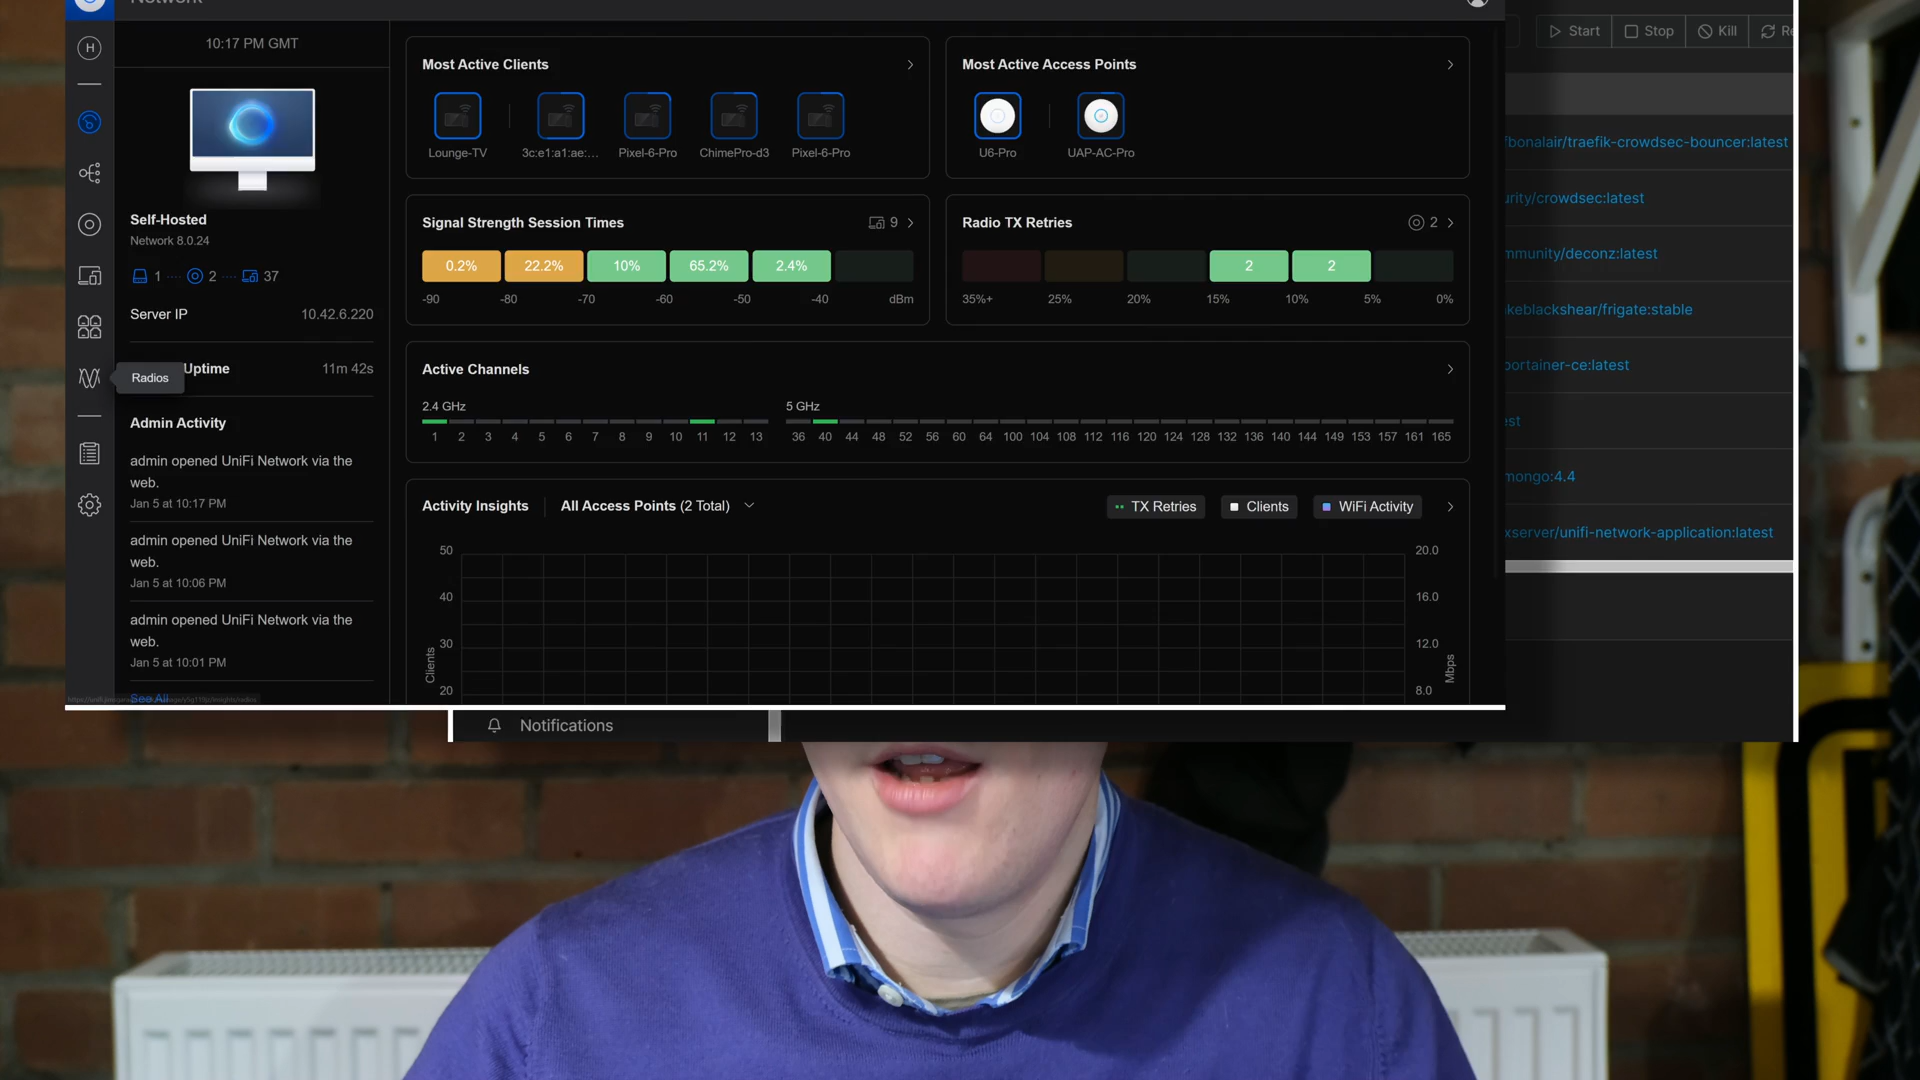 Network
10:17 PM GMT
H
Self-Hosted
Network 8.0.24
1 2 37
Server IP 10.42.6.220
Uptime 11m 42s
Radios
Admin Activity
admin opened UniFi Network via the
web.
Jan 5 at 10:17 PM
admin opened UniFi Network via the
web.
Jan 5 at 10:06 PM
admin opened UniFi Network via the
web.
Jan 5 at 10:01 PM
See All
Most Active Clients
Lounge-TV 3c:e1:a1:ae:... Pixel-6-Pro ChimePro-d3 Pixel-6-Pro
Most Active Access Points
U6-Pro UAP-AC-Pro
Signal Strength Session Times 9
0.2% 22.2% 10% 65.2% 2.4%
-90 -80 -70 -60 -50 -40 dBm
Radio TX Retries 2
2 2
35%+ 25% 20% 15% 10% 5% 0%
Active Channels
2.4 GHz
1 2 3 4 5 6 7 8 9 10 11 12 13
5 GHz
36 40 44 48 52 56 60 64 100 104 108 112 116 120 124 128 132 136 140 144 149 153 157 161 165
Activity Insights All Access Points (2 Total) TX Retries Clients WiFi Activity
50 20.0
40 16.0
30 12.0
20 8.0
Clients
Mbps
Notifications
Start Stop Kill Re
fbonalair/traefik-crowdsec-bouncer:latest
urity/crowdsec:latest
mmunity/deconz:latest
keblackshear/frigate:stable
portainer-ce:latest
est
mongo:4.4
xserver/unifi-network-application:latest